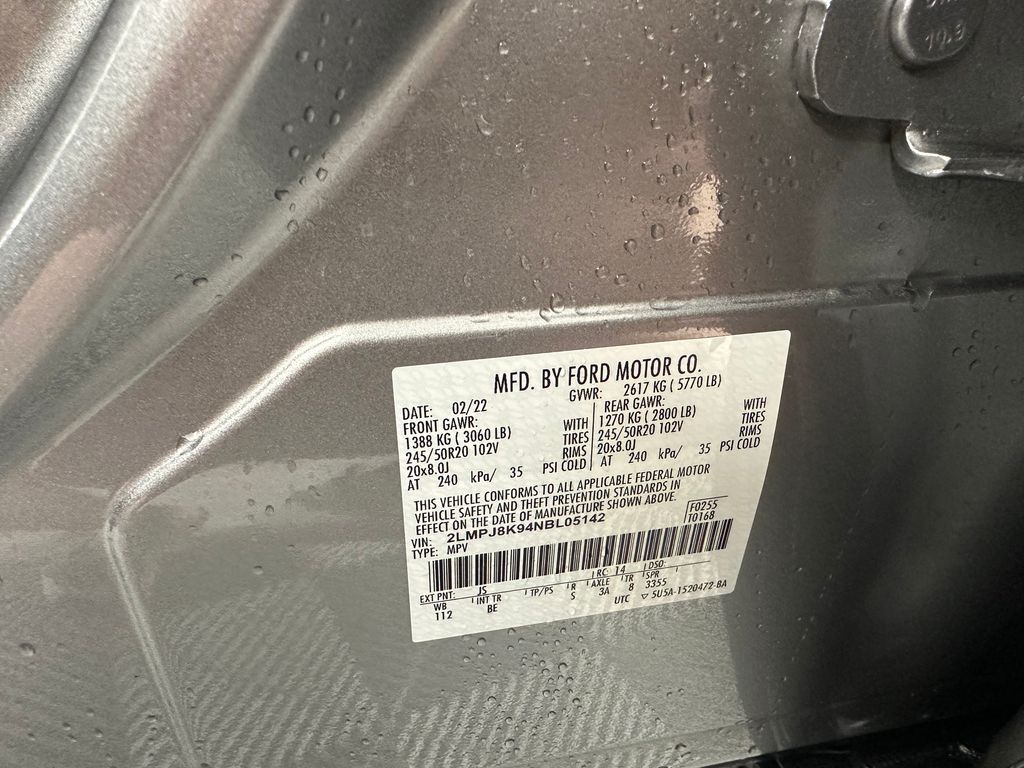 19.3
MFD. BY FORD MOTOR CO.
DATE: 02/22 GVWR: 2617 KG ( 5770 LB)
FRONT GAWR: REAR GAWR:
1388 KG ( 3060 LB) WITH 1270 KG ( 2800 LB) WITH
245/50R20 102V TIRES 245/50R20 102V TIRES
20x8.0J RIMS 20x8.0J RIMS
AT 240 kPa/ 35 PSI COLD AT 240 kPa/ 35 PSI COLD
THIS VEHICLE CONFORMS TO ALL APPLICABLE FEDERAL MOTOR
VEHICLE SAFETY AND THEFT PREVENTION STANDARDS IN
EFFECT ON THE DATE OF MANUFACTURE SHOWN ABOVE.
F0255
VIN: 2LMPJ8K94NBL05142 T0168
TYPE: MPV
EXT PNT: JS RC: 14 DSO:
WB INT TR TP/PS R AXLE TR SPR
112 BE S 3A 8 3355
UTC ▽ 5U5A-1520472-BA